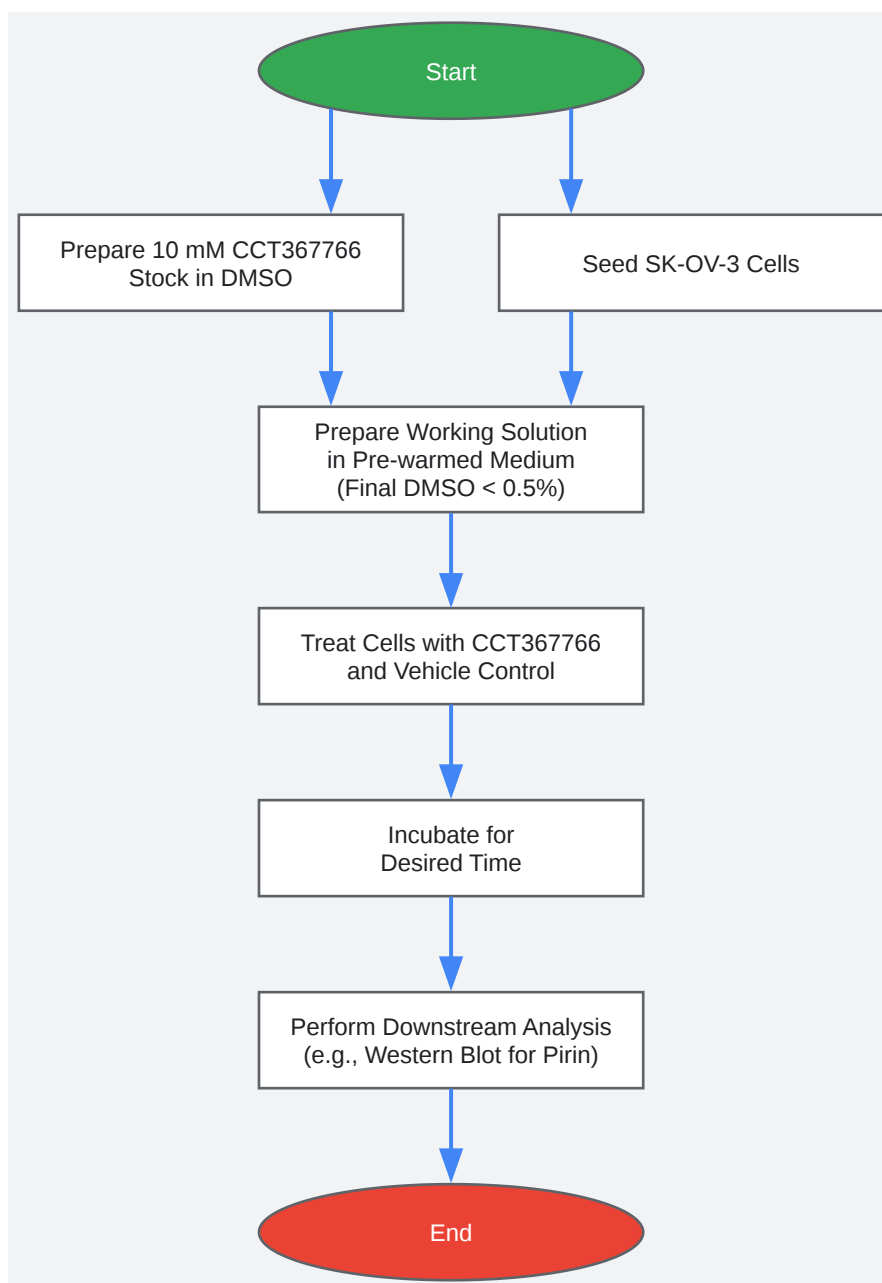 Start
Prepare 10 mM CCT367766
Stock in DMSO
Seed SK-OV-3 Cells
Prepare Working Solution
in Pre-warmed Medium
(Final DMSO < 0.5%)
Treat Cells with CCT367766
and Vehicle Control
Incubate for
Desired Time
Perform Downstream Analysis
(e.g., Western Blot for Pirin)
End